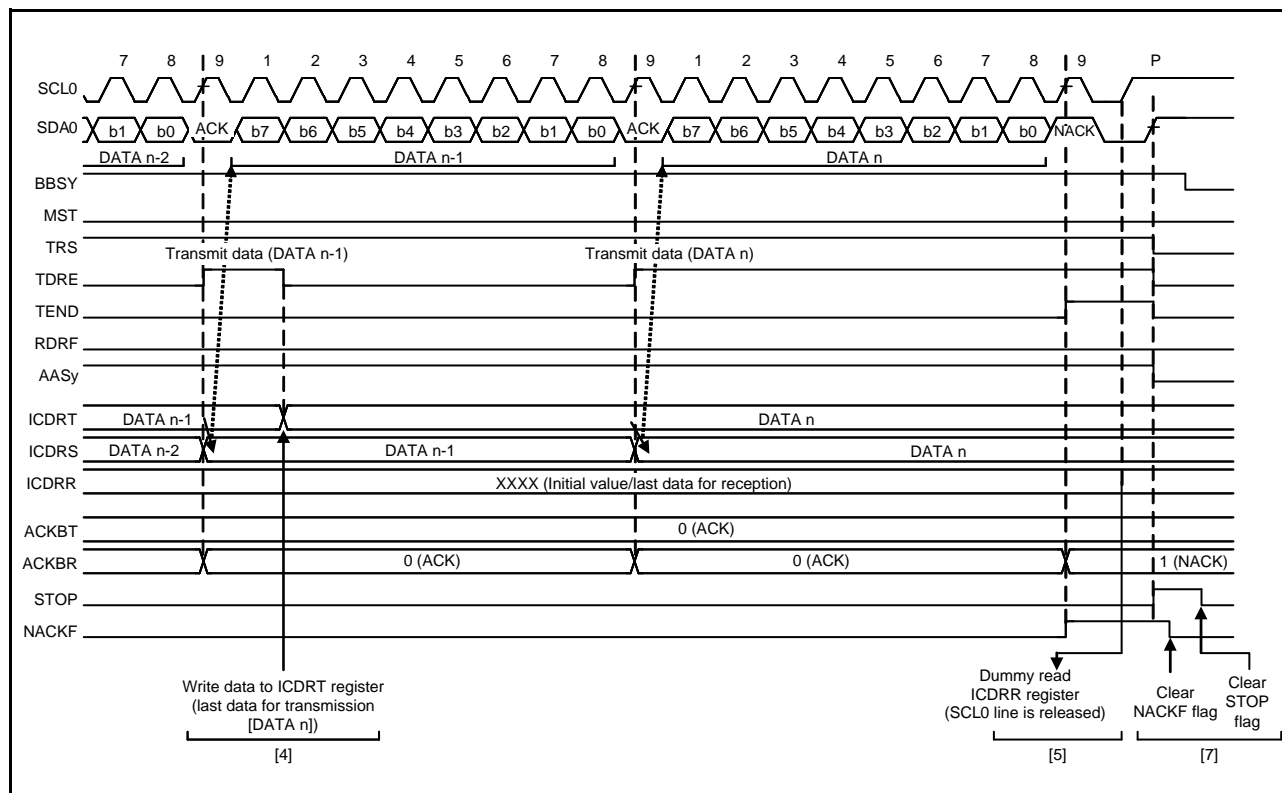 7 8 9 1 2 3 4 5 6 7 8 9 1 2 3 4 5 6 7 8 9 P
SCL0
SDA0 b1 b0 ACK b7 b6 b5 b4 b3 b2 b1 b0 ACK b7 b6 b5 b4 b3 b2 b1 b0 NACK
DATA n-2 DATA n-1 DATA n
BBSY
MST
TRS
Transmit data (DATA n-1) Transmit data (DATA n)
TDRE
TEND
RDRF
AASy
ICDRT DATA n-1 DATA n
ICDRS DATA n-2 DATA n-1 DATA n
ICDRR XXXX (Initial value/last data for reception)
ACKBT 0 (ACK)
ACKBR 0 (ACK) 0 (ACK) 1 (NACK)
STOP
NACKF
Write data to ICDRT register
(last data for transmission
[DATA n])
[4]
Dummy read
ICDRR register
(SCL0 line is released)
[5]
Clear
NACKF flag
Clear
STOP
flag
[7]